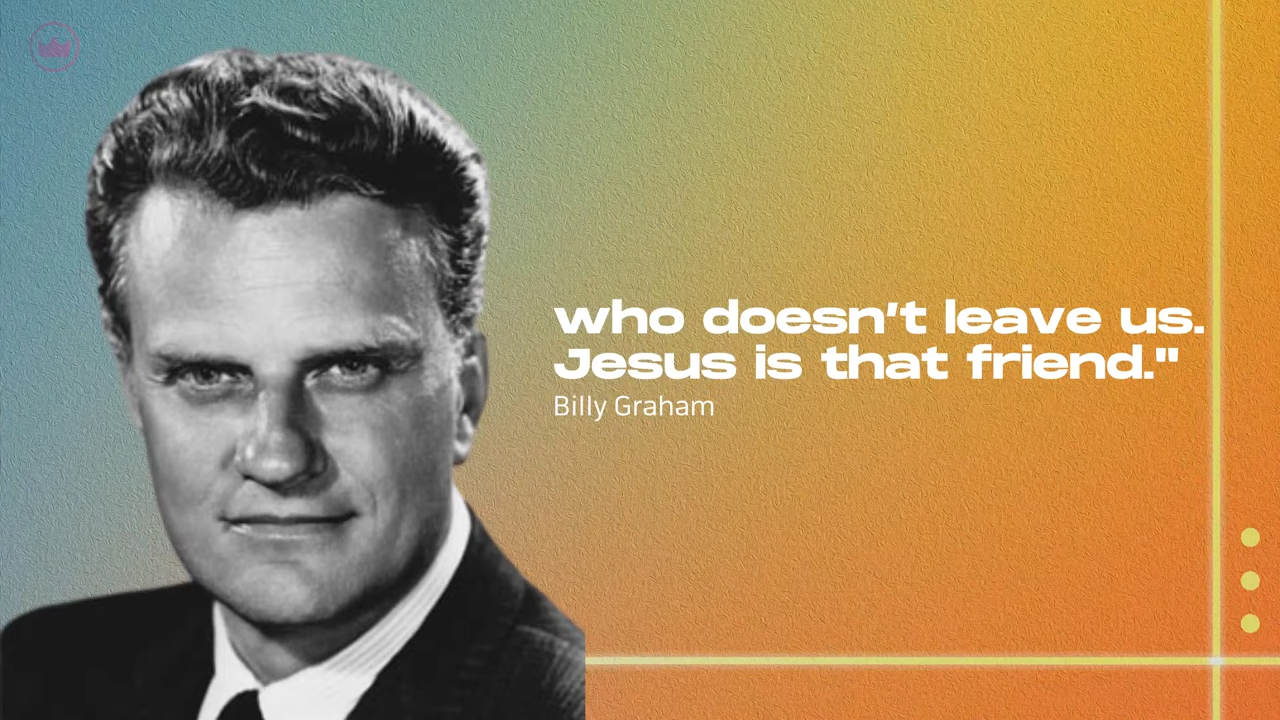 who doesn’t leave us.
Jesus is that friend."
Billy Graham